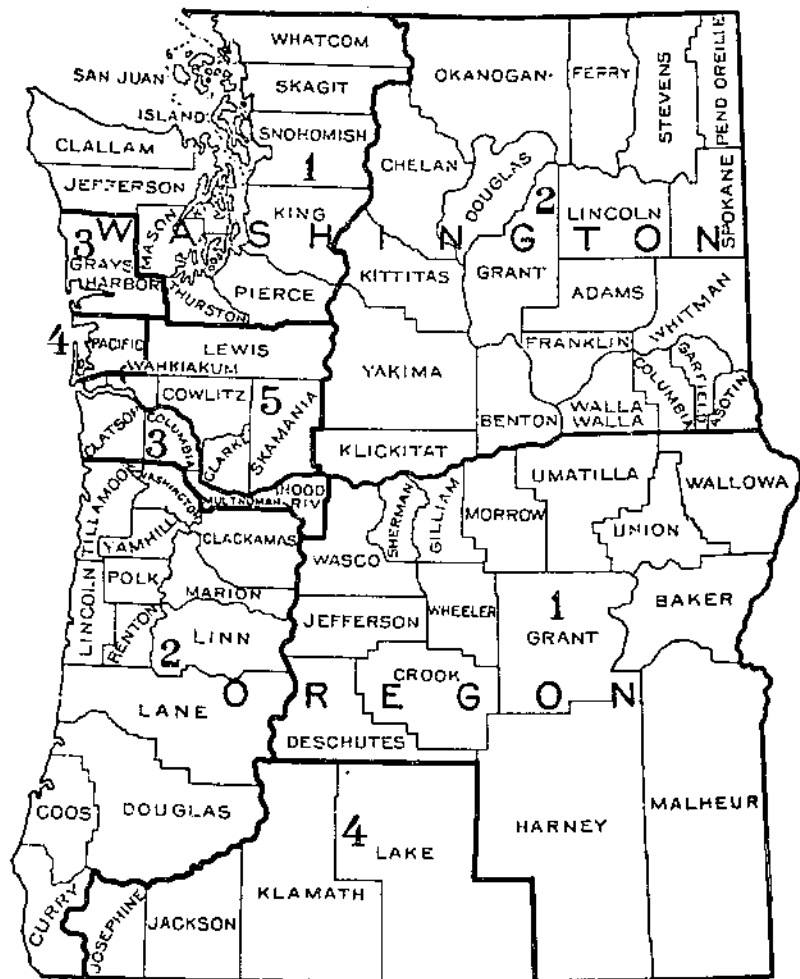 WHATCOM
OKANOGAN
FERRY
STEVENS
PEND OREILLE
SAN JUAN
SKAGIT
ISLAND
SNOHOMISH
CLALLAM
1
CHELAN
DOUGLAS
JEFFERSON
2
LINCOLN
SPOKANE
KING
MASON
WASHINGTON
3
GRAYS
HARBOR
KITTITAS
GRANT
THURSTON
PIERCE
ADAMS
WHITMAN
4
PACIFIC
LEWIS
FRANKLIN
WAHKIAKUM
YAKIMA
COLUMBIA
GARFIELD
ASOTIN
COWLITZ
5
BENTON
WALLA
WALLA
CLATSOP
COLUMBIA
3
CLARKE
SKAMANIA
KLICKITAT
UMATILLA
WALLOWA
TILLAMOOK
WASHINGTON
MULTNOMAH
HOOD
RIV
SHERMAN
GILLIAM
MORROW
UNION
YAMHILL
CLACKAMAS
WASCO
POLK
MARION
LINCOLN
BENTON
LINN
2
JEFFERSON
WHEELER
1
GRANT
BAKER
CROOK
OREGON
LANE
DESCHUTES
COOS
DOUGLAS
4
LAKE
HARNEY
MALHEUR
CURRY
JOSEPHINE
JACKSON
KLAMATH